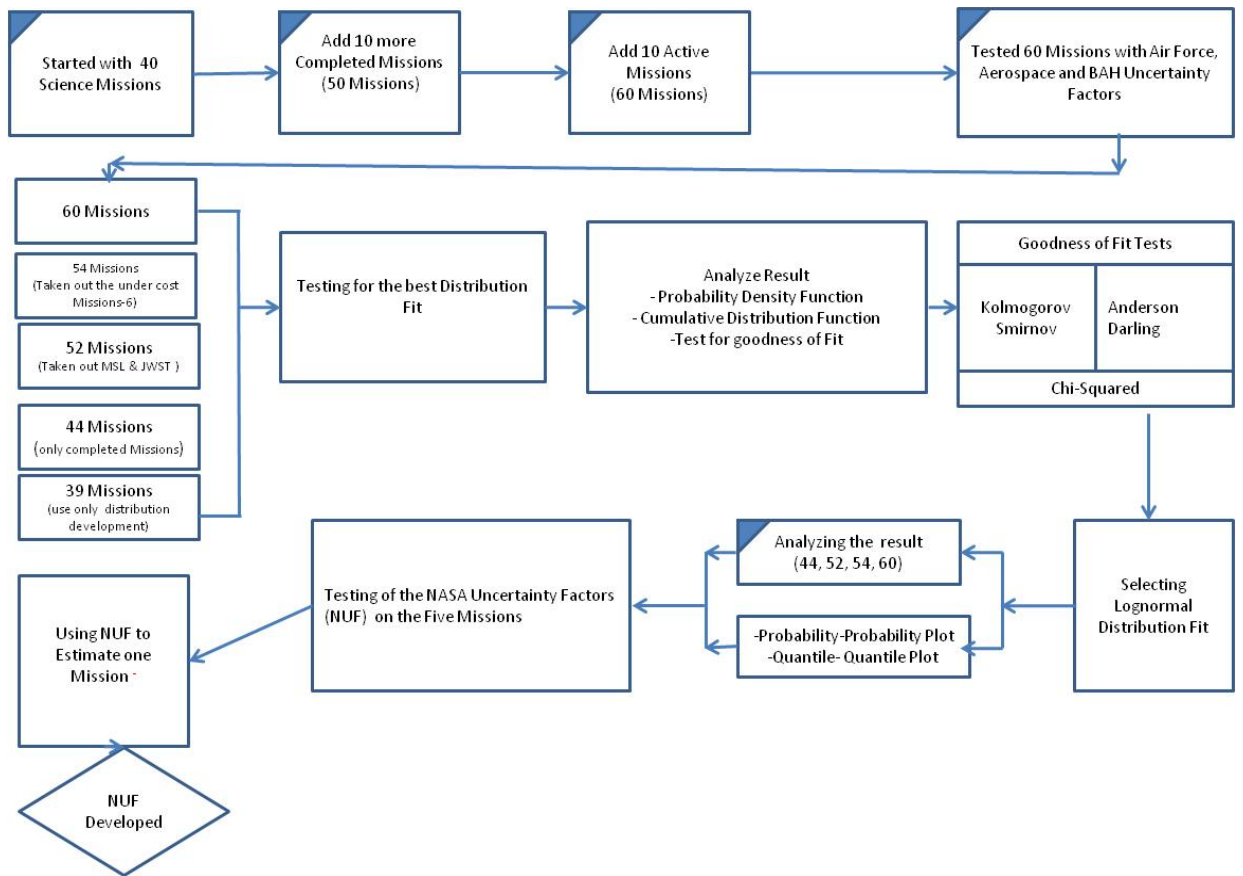 Started with 40
Science Missions
Add 10 more
Completed Missions
(50 Missions)
Add 10 Active
Missions
(60 Missions)
Tested 60 Missions with Air Force,
Aerospace and BAH Uncertainty
Factors
60 Missions
54 Missions
(Taken out the under cost
Missions-6)
52 Missions
(Taken out MSL & JWST )
44 Missions
(only completed Missions)
39 Missions
(use only distribution
development)
Testing for the best Distribution
Fit
Analyze Result
- Probability Density Function
- Cumulative Distribution Function
-Test for goodness of Fit
Goodness of Fit Tests
Kolmogorov
Smirnov
Anderson
Darling
Chi-Squared
Selecting
Lognormal
Distribution Fit
Analyzing the result
(44, 52, 54, 60)
-Probability-Probability Plot
-Quantile- Quantile Plot
Testing of the NASA Uncertainty Factors
(NUF) on the Five Missions
Using NUF to
Estimate one
Mission -
NUF
Developed